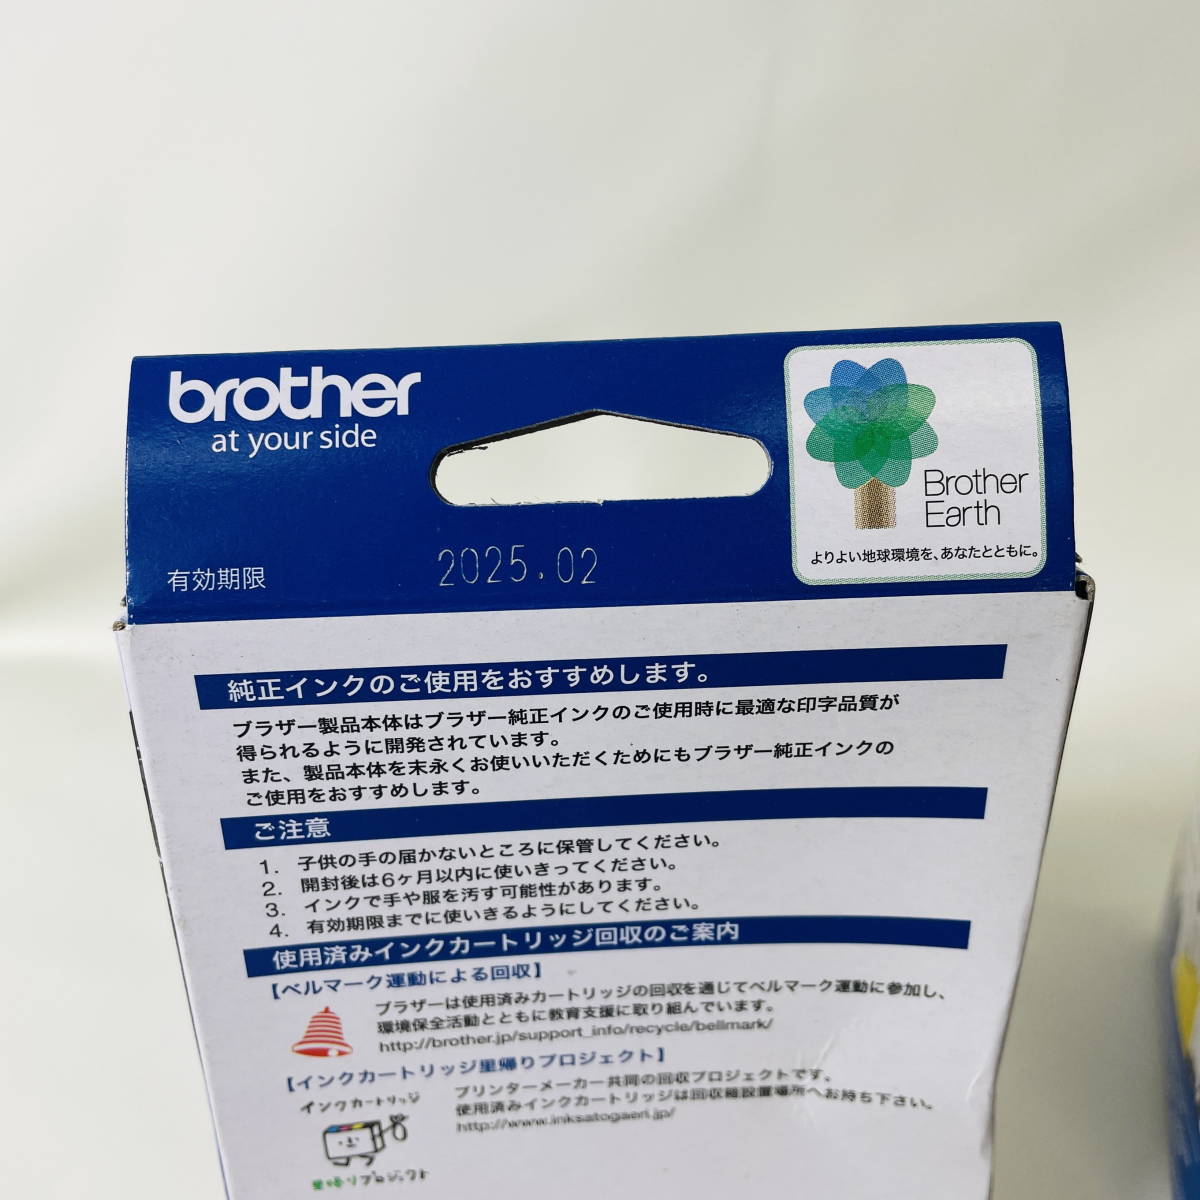 brother
at your side
Brother
Earth
よりよい地球環境を、あなたとともに。
有効期限
2025.02
純正インクのご使用をおすすめします。
ブラザー製品本体はブラザー純正インクのご使用時に最適な印字品質が
得られるように開発されています。
また、製品本体を末永くお使いいただくためにもブラザー純正インクの
ご使用をおすすめします。
ご注意
1. 子供の手の届かないところに保管してください。
2. 開封後は6ヶ月以内に使いきってください。
3. インクで手や服を汚す可能性があります。
4. 有効期限までに使いきるようにしてください。
使用済みインクカートリッジ回収のご案内
【ベルマーク運動による回収】
ブラザーは使用済みカートリッジの回収を通じてベルマーク運動に参加し、
環境保全活動とともに教育支援に取り組んでいます。
http://brother.jp/support_info/recycle/bellmark/
【インクカートリッジ里帰りプロジェクト】
インクカートリッジ
里帰りプロジェクト
プリンターメーカー共同の回収プロジェクトです。
使用済みインクカートリッジは回収箱設置場所へお持ち下さい。
http://www.inksatogaeri.jp/